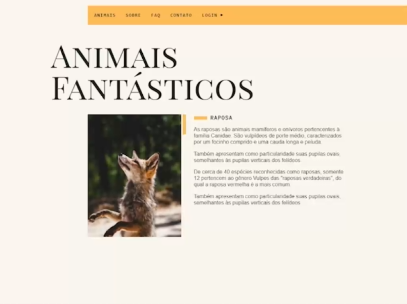 ANIMAIS SOBRE FAQ CONTATO LOGIN
ANIMAIS
FANTÁSTICOS
RAPOSA
As raposas são animais mamíferos e onívoros pertencentes à
família Canidae. São vulpídeos de porte médio, caracterizados
por um focinho comprido e uma cauda longa e peluda.
Também apresentam como particularidade suas pupilas ovais,
semelhantes às pupilas verticais dos felídeos.
De cerca de 40 espécies reconhecidas como raposas, somente
12 pertencem ao gênero Vulpes das "raposas verdadeiras", do
qual a raposa vermelha é a mais comum.
Também apresentam como particularidade suas pupilas ovais,
semelhantes às pupilas verticais dos felídeos.